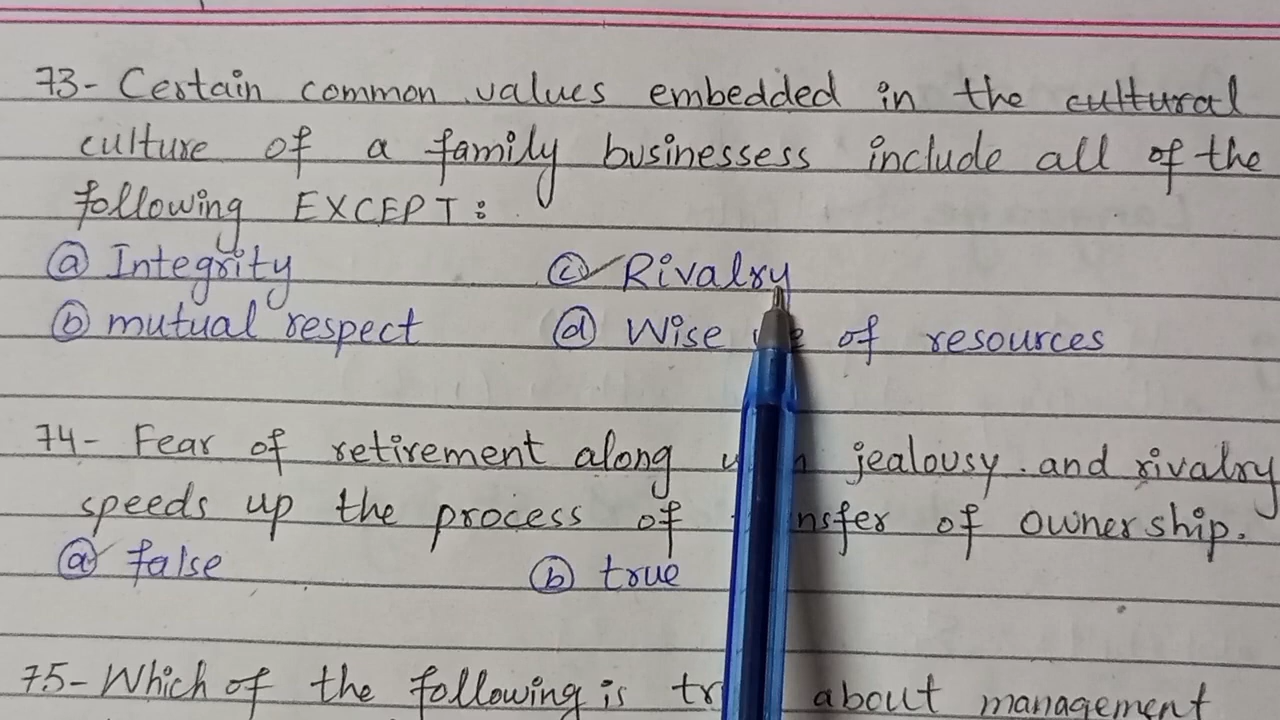 73- Certain common values embedded in the cultural
culture of a family businessess include all of the
following EXCEPT:
ⓐ Integrity ⓒ✓ Rivalry
ⓑ mutual respect ⓓ Wise of resources
74- Fear of retirement along jealousy. and rivalry
speeds up the process of of ownership.
ⓐ✓ false ⓑ true
75- Which of the following is about management